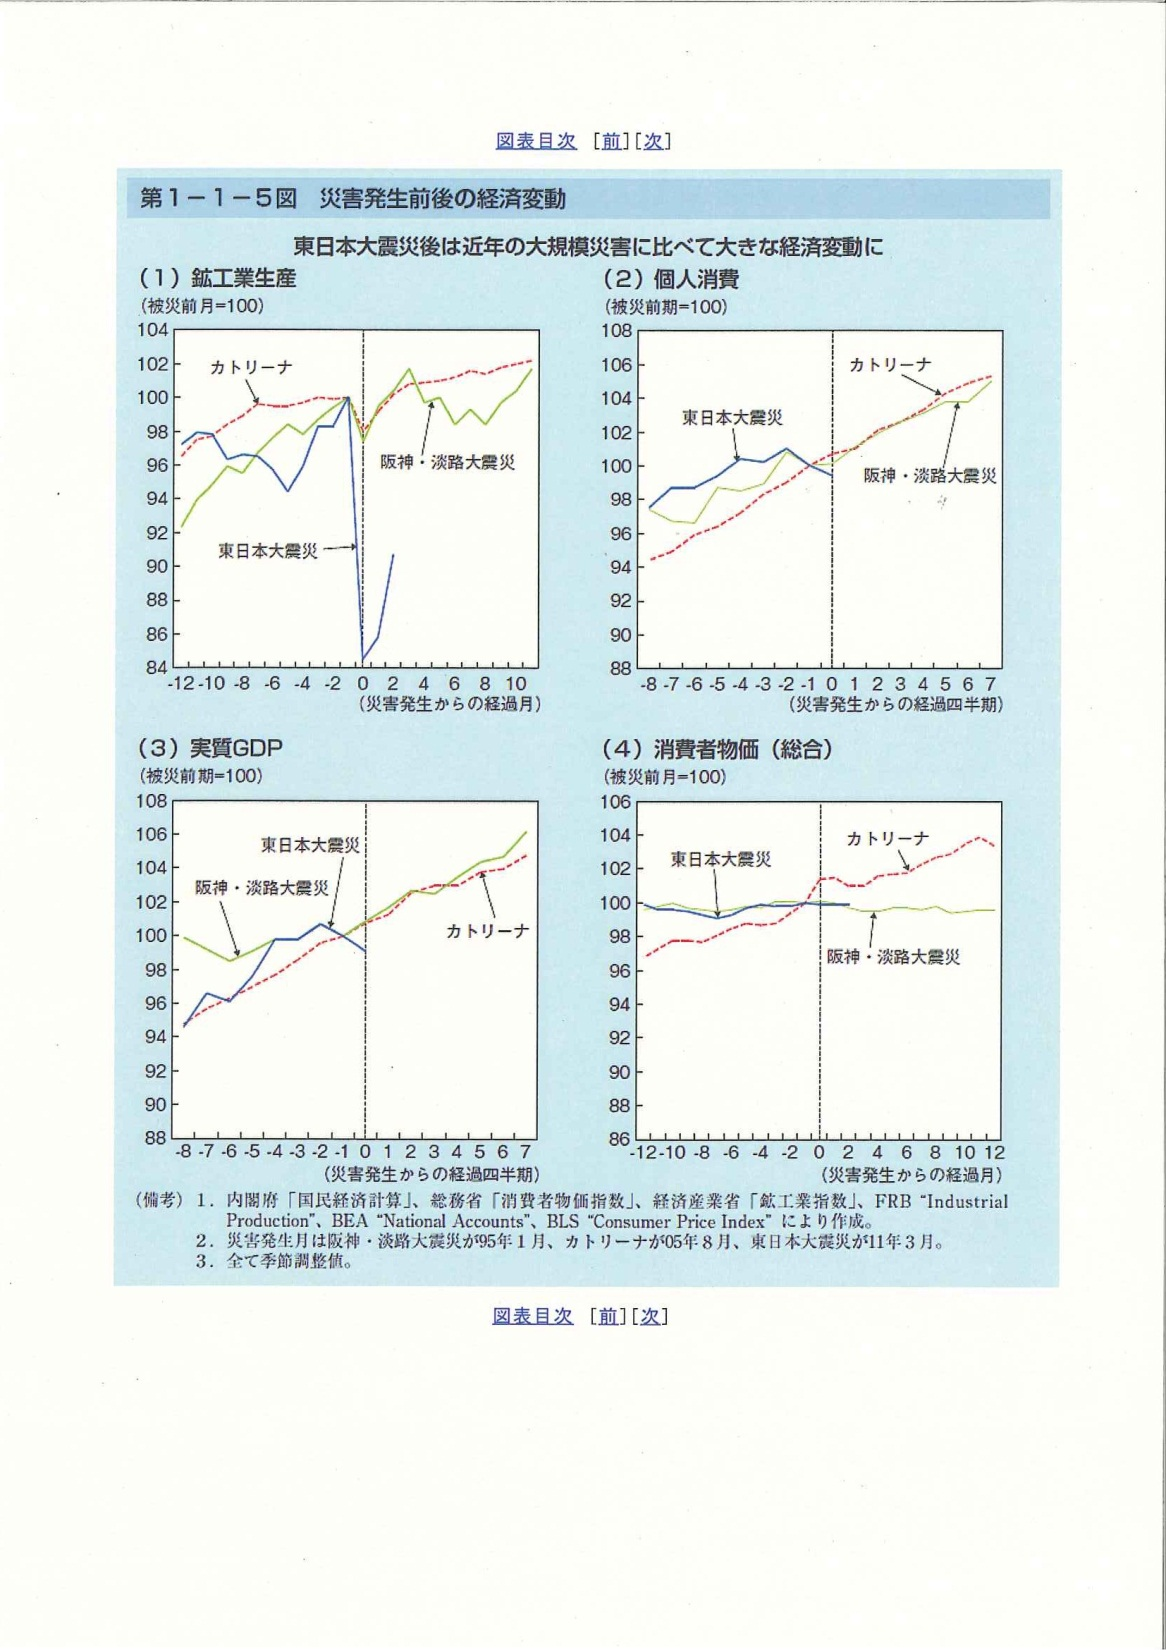 図表目次 [前][次]
第1-1-5図 災害発生前後の経済変動
東日本大震災後は近年の大規模災害に比べて大きな経済変動に
(1)鉱工業生産
(被災前月=100)
104
102
100
98
96
94
92
90
88
86
84
カトリーナ
阪神・淡路大震災
東日本大震災
-12 -10 -8 -6 -4 -2 0 2 4 6 8 10
(災害発生からの経過月)
(2)個人消費
(被災前期=100)
108
106
104
102
100
98
96
94
92
90
88
カトリーナ
東日本大震災
阪神・淡路大震災
-8 -7 -6 -5 -4 -3 -2 -1 0 1 2 3 4 5 6 7
(災害発生からの経過四半期)
(3)実質GDP
(被災前期=100)
108
106
104
102
100
98
96
94
92
90
88
東日本大震災
阪神・淡路大震災
カトリーナ
-8 -7 -6 -5 -4 -3 -2 -1 0 1 2 3 4 5 6 7
(災害発生からの経過四半期)
(4)消費者物価(総合)
(被災前月=100)
106
104
102
100
98
96
94
92
90
88
86
カトリーナ
東日本大震災
阪神・淡路大震災
-12 -10 -8 -6 -4 -2 0 2 4 6 8 10 12
(災害発生からの経過月)
(備考) 1. 内閣府「国民経済計算」、総務省「消費者物価指数」、経済産業省「鉱工業指数」、FRB “Industrial
Production”、BEA “National Accounts”、BLS “Consumer Price Index” により作成。
2. 災害発生月は阪神・淡路大震災が95年1月、カトリーナが05年8月、東日本大震災が11年3月。
3. 全て季節調整値。
図表目次 [前][次]